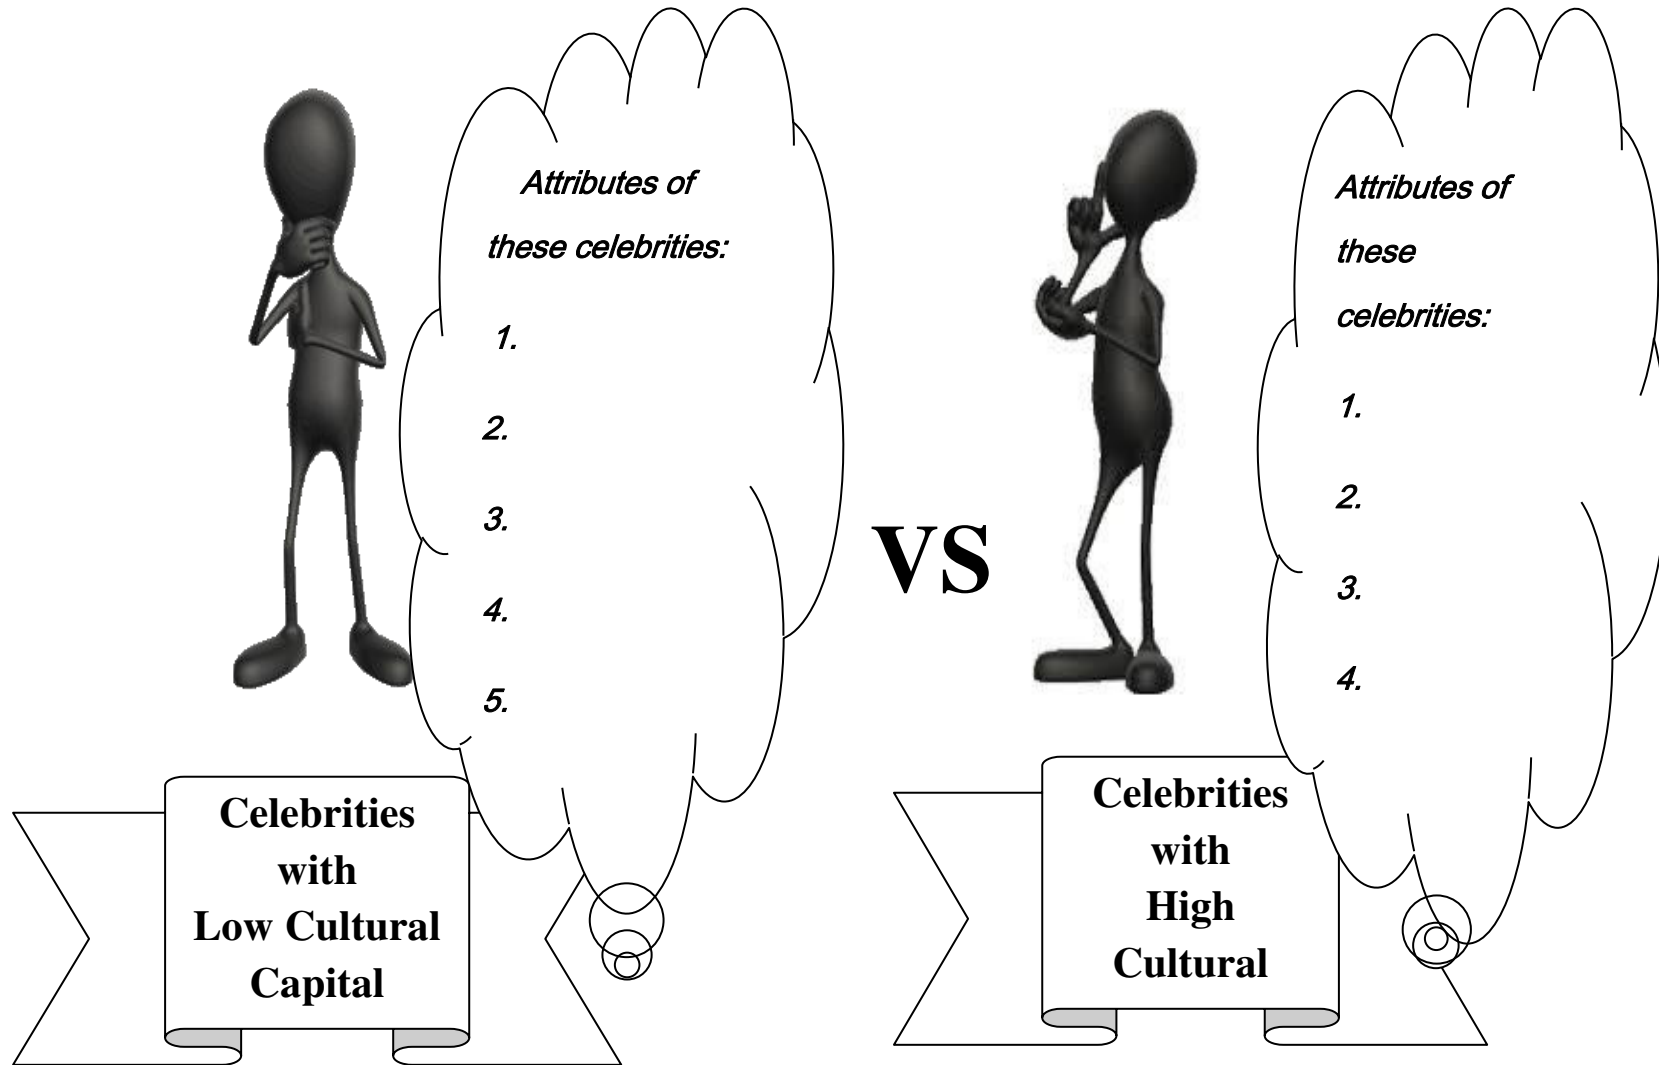 Attributes of
these celebrities:
1.
2.
3.
4.
5.
Celebrities
with
Low Cultural
Capital
VS
Attributes of
these
celebrities:
1.
2.
3.
4.
Celebrities
with
High
Cultural